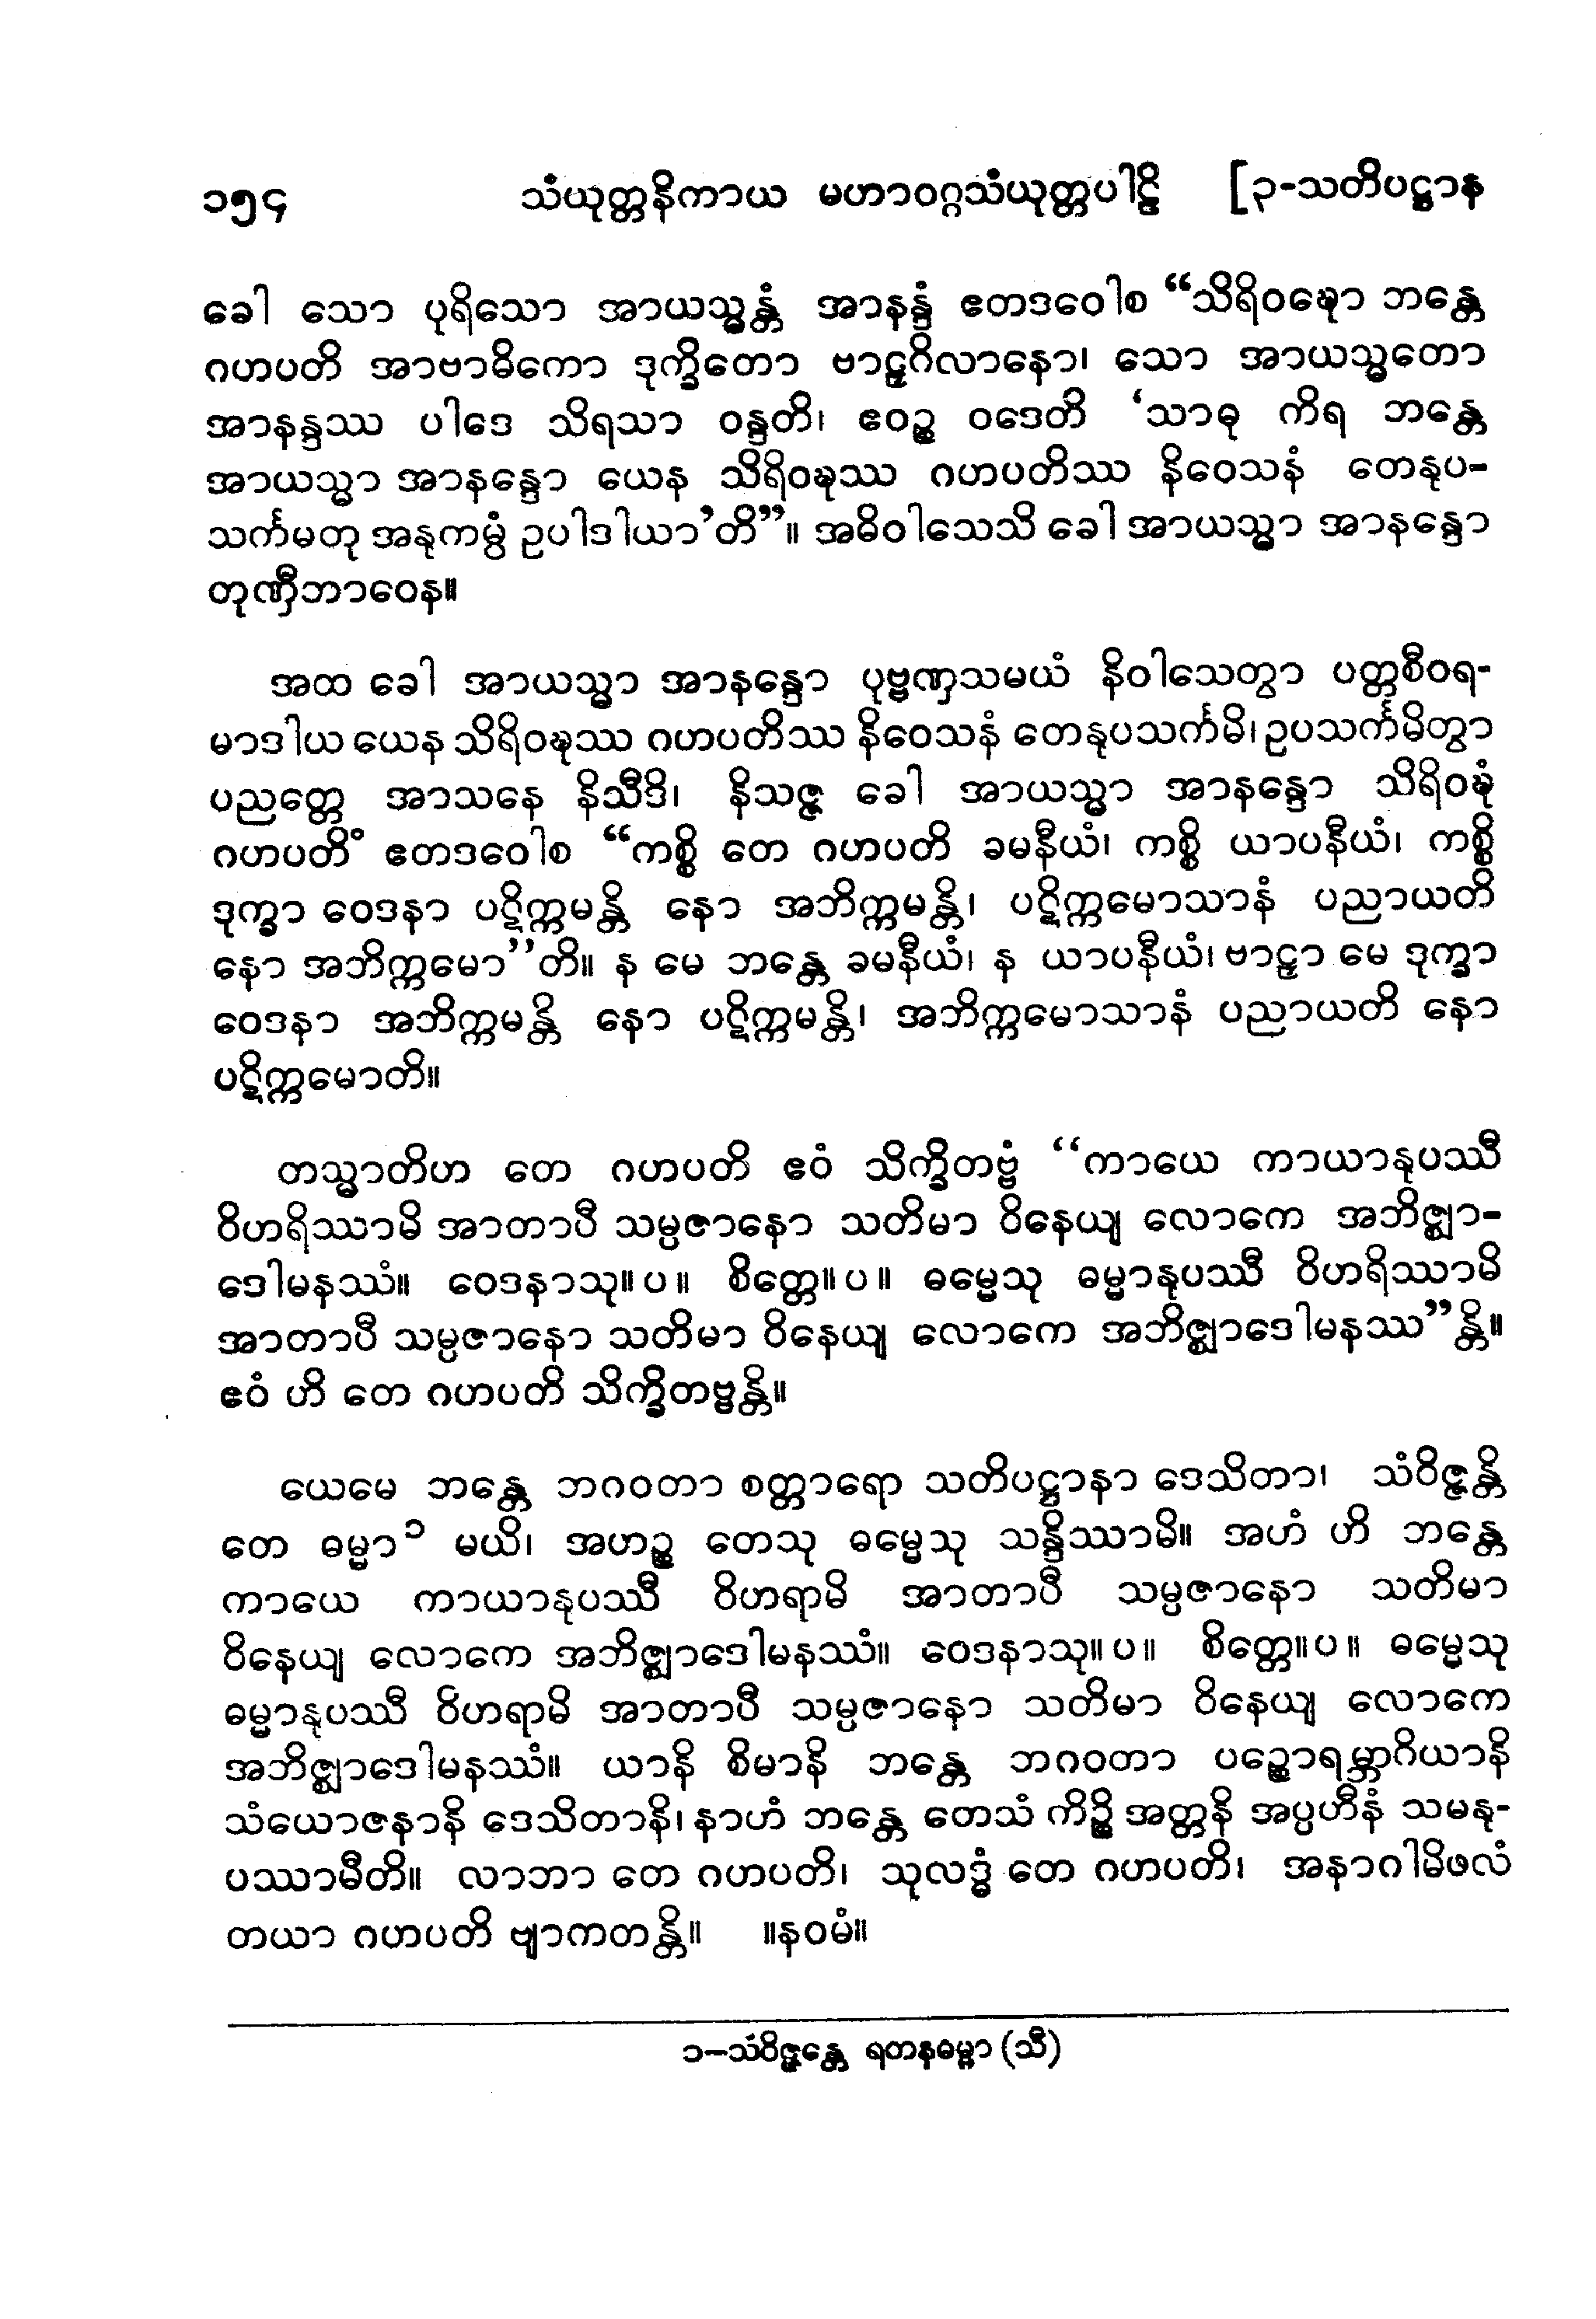 ၁၅၄ သံယုတ္တနိကာယ မဟာဝဂ္ဂသံယုတ္တပါဠိ [၃-သတိပဋ္ဌာန
ခေါ သော ပုရိသော အာယသ္မန္တံ အာနန္ဒံ ဧတဒဝေါစ “သိရိဝဍ္ဎော ဘန္တေ
ဂဟပတိ အာဗာဓိကော ဒုက္ခိတော ဗာဠှဂိလာနော၊ သော အာယသ္မတော
အာနန္ဒဿ ပါဒေ သိရသာ ဝန္ဒတိ၊ ဧဝဉ္စ ဝဒေတိ ‘သာဓု ကိရ ဘန္တေ
အာယသ္မာ အာနန္ဒော ယေန သိရိဝဍ္ဎဿ ဂဟပတိဿ နိဝေသနံ တေနုပ-
သင်္ကမတု အနုကမ္ပံ ဥပါဒါယာ’တိ”။ အဓိဝါသေသိ ခေါ အာယသ္မာ အာနန္ဒော
တုဏှီဘာဝေန။
အထ ခေါ အာယသ္မာ အာနန္ဒော ပုဗ္ဗဏှသမယံ နိဝါသေတွာ ပတ္တစီဝရ-
မာဒါယ ယေန သိရိဝဍ္ဎဿ ဂဟပတိဿ နိဝေသနံ တေနုပသင်္ကမိ၊ ဥပသင်္ကမိတွာ
ပညတ္တေ အာသနေ နိသီဒိ၊ နိသဇ္ဇ ခေါ အာယသ္မာ အာနန္ဒော သိရိဝဍ္ဎံ
ဂဟပတိံ ဧတဒဝေါစ “ကစ္စိ တေ ဂဟပတိ ခမနီယံ၊ ကစ္စိ ယာပနီယံ၊ ကစ္စိ
ဒုက္ခာ ဝေဒနာ ပဋိက္ကမန္တိ နော အဘိက္ကမန္တိ၊ ပဋိက္ကမောသာနံ ပညာယတိ
နော အဘိက္ကမော”တိ။ န မေ ဘန္တေ ခမနီယံ၊ န ယာပနီယံ၊ ဗာဠှာ မေ ဒုက္ခာ
ဝေဒနာ အဘိက္ကမန္တိ နော ပဋိက္ကမန္တိ၊ အဘိက္ကမောသာနံ ပညာယတိ နော
ပဋိက္ကမောတိ။
တသ္မာတိဟ တေ ဂဟပတိ ဧဝံ သိက္ခိတဗ္ဗံ “ကာယေ ကာယာနုပဿီ
ဝိဟရိဿာမိ အာတာပီ သမ္ပဇာနော သတိမာ ဝိနေယျ လောကေ အဘိဇ္ဈာ-
ဒေါမနဿံ။ ဝေဒနာသု။ပ။ စိတ္တေ။ပ။ ဓမ္မေသု ဓမ္မာနုပဿီ ဝိဟရိဿာမိ
အာတာပီ သမ္ပဇာနော သတိမာ ဝိနေယျ လောကေ အဘိဇ္ဈာဒေါမနဿ”န္တိ။
ဧဝံ ဟိ တေ ဂဟပတိ သိက္ခိတဗ္ဗန္တိ။
ယေမေ ဘန္တေ ဘဂဝတာ စတ္တာရော သတိပဋ္ဌာနာ ဒေသိတာ၊ သံဝိဇ္ဇန္တိ
တေ ဓမ္မာ၁ မယိ၊ အဟဉ္စ တေသု ဓမ္မေသု သန္ဒိဿာမိ။ အဟံ ဟိ ဘန္တေ
ကာယေ ကာယာနုပဿီ ဝိဟရာမိ အာတာပီ သမ္ပဇာနော သတိမာ
ဝိနေယျ လောကေ အဘိဇ္ဈာဒေါမနဿံ။ ဝေဒနာသု။ပ။ စိတ္တေ။ပ။ ဓမ္မေသု
ဓမ္မာနုပဿီ ဝိဟရာမိ အာတာပီ သမ္ပဇာနော သတိမာ ဝိနေယျ လောကေ
အဘိဇ္ဈာဒေါမနဿံ။ ယာနိ စိမာနိ ဘန္တေ ဘဂဝတာ ပဉ္စောရမ္ဘာဂိယာနိ
သံယောဇနာနိ ဒေသိတာနိ၊ နာဟံ ဘန္တေ တေသံ ကိဉ္စိ အတ္တနိ အပ္ပဟီနံ သမနု-
ပဿာမီတိ။ လာဘာ တေ ဂဟပတိ၊ သုလဒ္ဓံ တေ ဂဟပတိ၊ အနာဂါမိဖလံ
တယာ ဂဟပတိ ဗျာကတန္တိ။ ။နဝမံ။
၁–သံဝိဇ္ဇန္တေ ရတနဓမ္မာ (သီ)